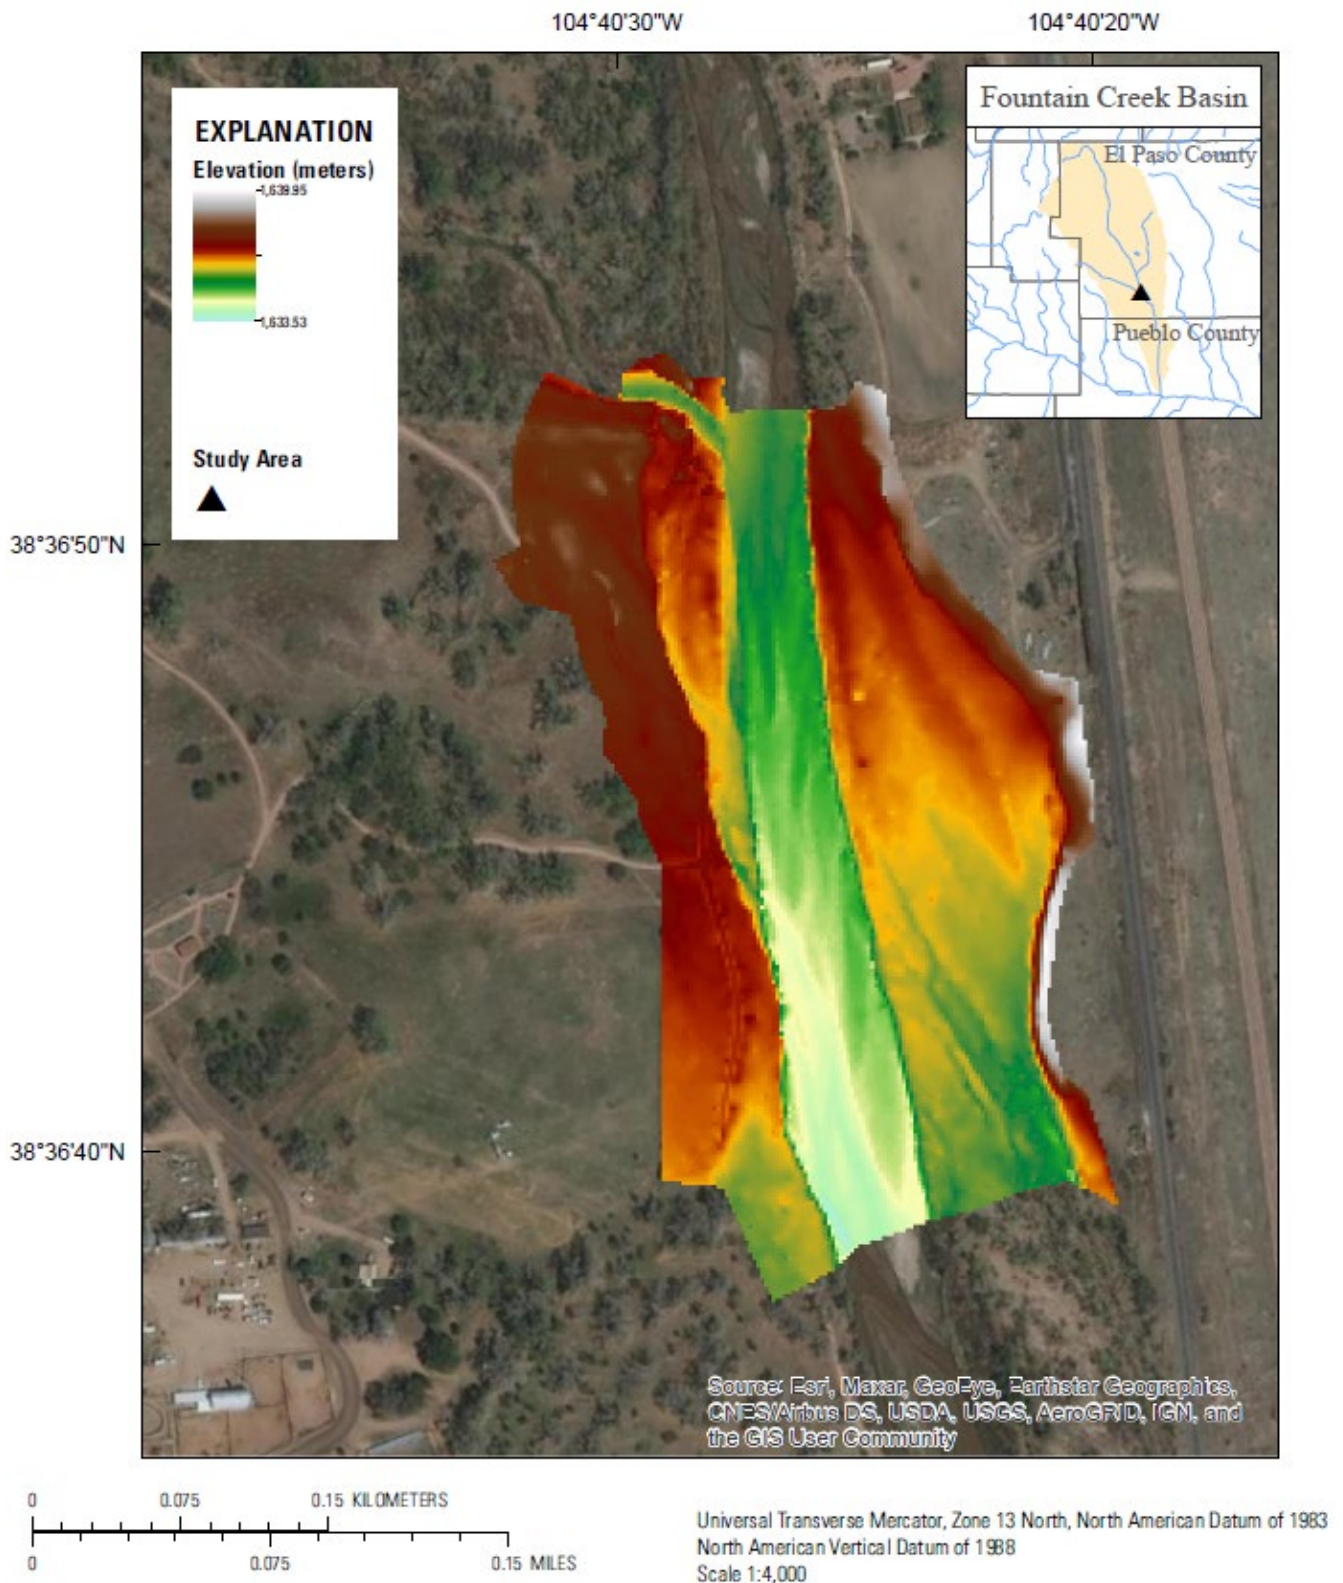 104°40'30"W
104°40'20"W
EXPLANATION
Elevation (meters)
1,639.95
1,633.53
Study Area
Fountain Creek Basin
El Paso County
Pueblo County
38°36'50"N
38°36'40"N
Source: Esri, Maxar, GeoEye, Earthstar Geographics,
CNES/Airbus DS, USDA, USGS, AeroGRID, IGN, and
the GIS User Community
0 0.075 0.15 KILOMETERS
0 0.075 0.15 MILES
Universal Transverse Mercator, Zone 13 North, North American Datum of 1983
North American Vertical Datum of 1988
Scale 1:4,000